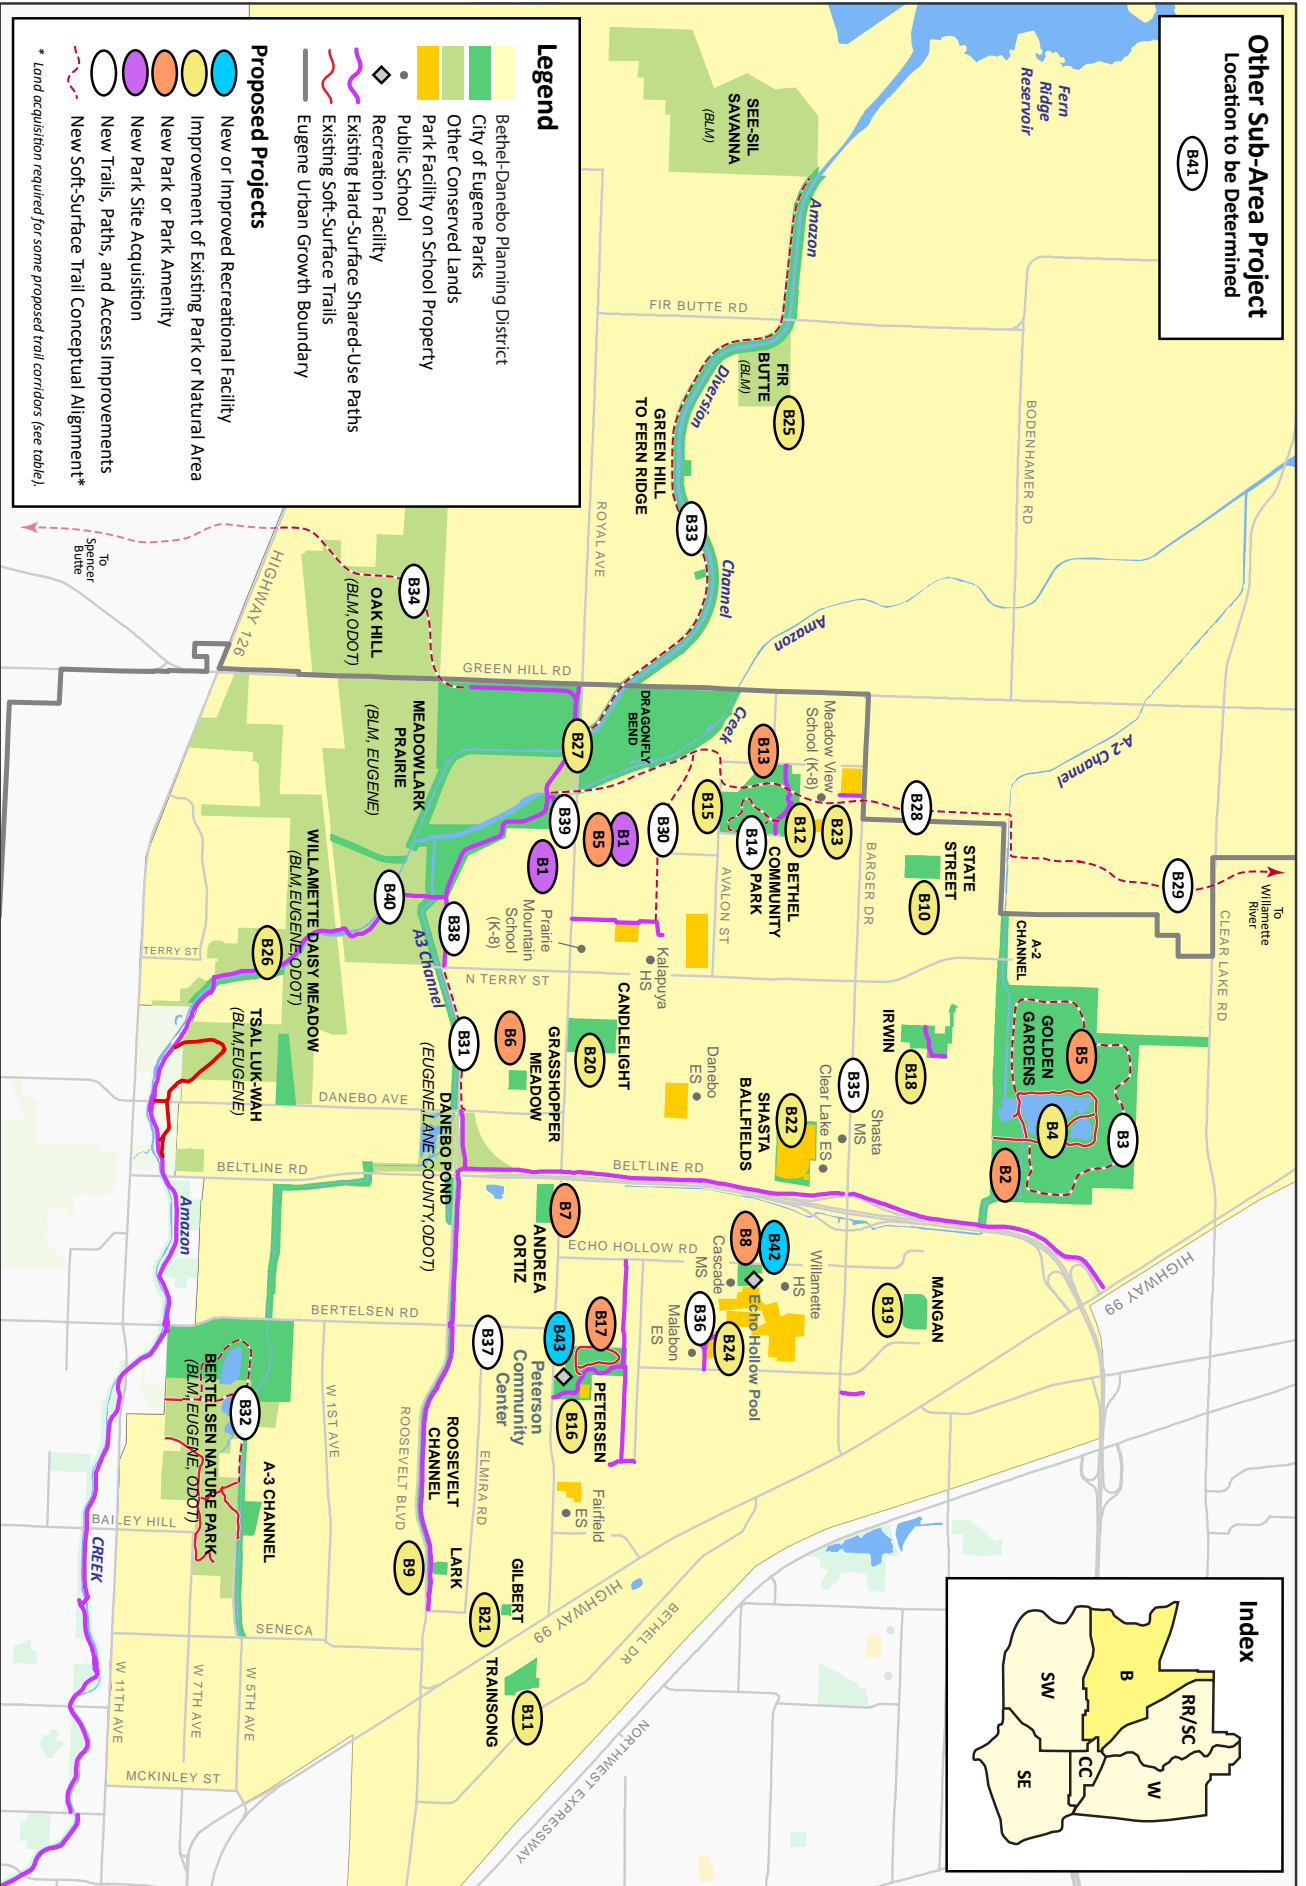 Other Sub-Area Project
Location to be Determined
B41
Fern
Ridge
Reservoir
SEE-SIL
SAVANNA
(BLM)
Amazon
FIR BUTTE RD
BODENHAMER RD
FIR
BUTTE
(BLM)
B25
Diversion
GREEN HILL
TO FERN RIDGE
B33
Channel
ROYAL AVE
Amazon
Creek
A-2 Channel
Legend
Bethel-Danebo Planning District
City of Eugene Parks
Other Conserved Lands
Park Facility on School Property
Public School
Recreation Facility
Existing Hard-Surface Shared-Use Paths
Existing Soft-Surface Trails
Eugene Urban Growth Boundary
Proposed Projects
New or Improved Recreational Facility
Improvement of Existing Park or Natural Area
New Park or Park Amenity
New Park Site Acquisition
New Trails, Paths, and Access Improvements
New Soft-Surface Trail Conceptual Alignment*
* Land acquisition required for some proposed trail corridors (see table).
To
Spencer
Butte
HIGHWAY 126
B34
OAK HILL
(BLM,ODOT)
GREEN HILL RD
DRAGONFLY
BEND
B27
MEADOWLARK
PRAIRIE
(BLM, EUGENE)
Meadow View
School (K-8)
B13
B15
B14
B12
B23
BETHEL
COMMUNITY
PARK
B28
B29
To
Willamette
River
CLEAR LAKE RD
STATE
STREET
B10
BARGER DR
AVALON ST
B30
B39
B5
B1
B1
B38
B40
Prairie
Mountain
School
(K-8)
Kalapuya
HS
N TERRY ST
A3 Channel
WILLAMETTE DAISY MEADOW
(BLM,EUGENE,ODOT)
B26
TERRY ST
A-2
CHANNEL
GOLDEN
GARDENS
B5
B4
B3
B2
IRWIN
B18
B35
Shasta
MS
Clear Lake ES
SHASTA
BALLFIELDS
B22
Danebo
ES
CANDLELIGHT
B20
GRASSHOPPER
MEADOW
B6
B31
DANEBO POND
(EUGENE,LANE COUNTY,ODOT)
DANEBO AVE
TSAL LUK-WAH
(BLM,EUGENE)
BELTLINE RD
BELTLINE RD
Amazon
HIGHWAY 99
MANGAN
B19
Willamette
HS
B42
B8
Cascade
MS
Echo Hollow Pool
ECHO HOLLOW RD
B7
ANDREA
ORTIZ
B36
B24
Malabon
ES
B17
B43
PETERSEN
B16
Peterson
Community
Center
B37
BERTELSEN RD
ROOSEVELT
CHANNEL
ELMIRA RD
ROOSEVELT BLVD
W 1ST AVE
B32
BERTELSEN NATURE PARK
(BLM, EUGENE, ODOT)
A-3 CHANNEL
BAILEY HILL
CREEK
Fairfield
ES
LARK
B9
GILBERT
B21
HIGHWAY 99
BETHEL DR
TRAINSONG
B11
SENECA
W 11TH AVE
W 7TH AVE
W 5TH AVE
MCKINLEY ST
NORTHWEST EXPRESSWAY
Index
B
SW
RR/SC
CC
W
SE